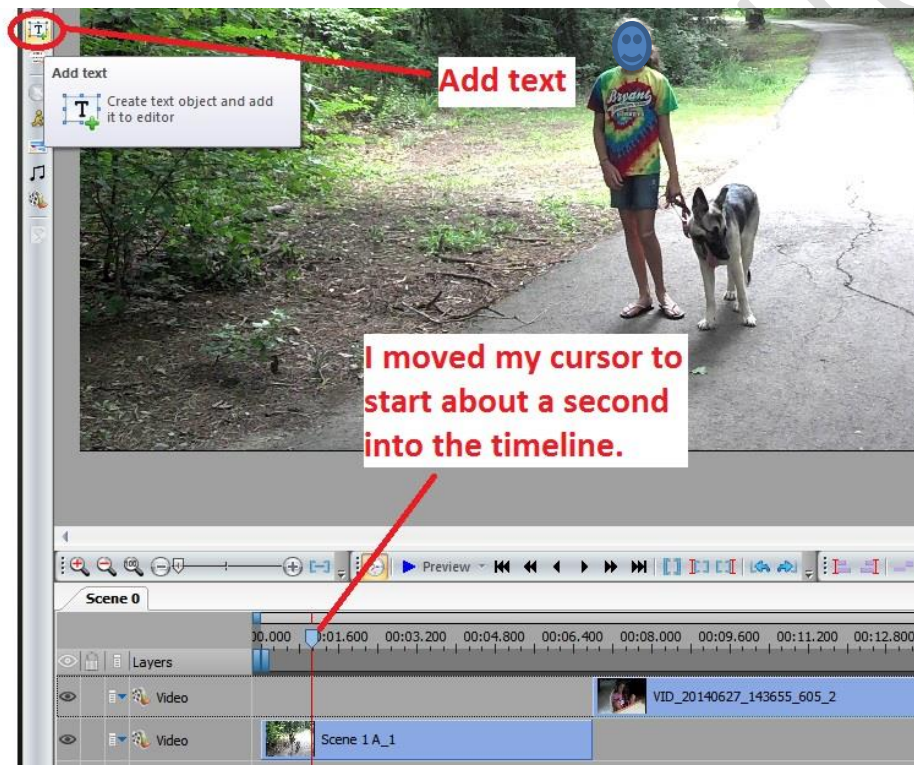 Add text
Create text object and add
it to editor
Add text
Bryant
I moved my cursor to
start about a second
into the timeline.
100
Preview
Scene 0
00.000 0:01.600 00:03.200 00:04.800 00:06.400 00:08.000 00:09.600 00:11.200 00:12.800
Layers
Video
VID_20140627_143655_605_2
Video
Scene 1 A_1